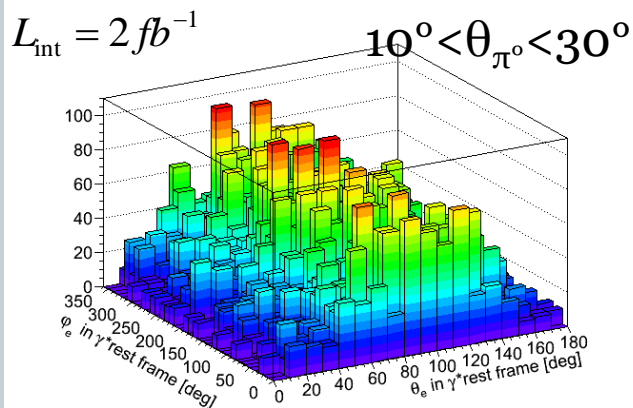 L_int = 2 fb⁻¹
10°<θ_π°<30°
100
80
60
40
20
0
350
300
250
200
150
100
50
0
φ_e in γ*rest frame [deg]
0 20 40 60 80 100 120 140 160 180
θ_e in γ*rest frame [deg]